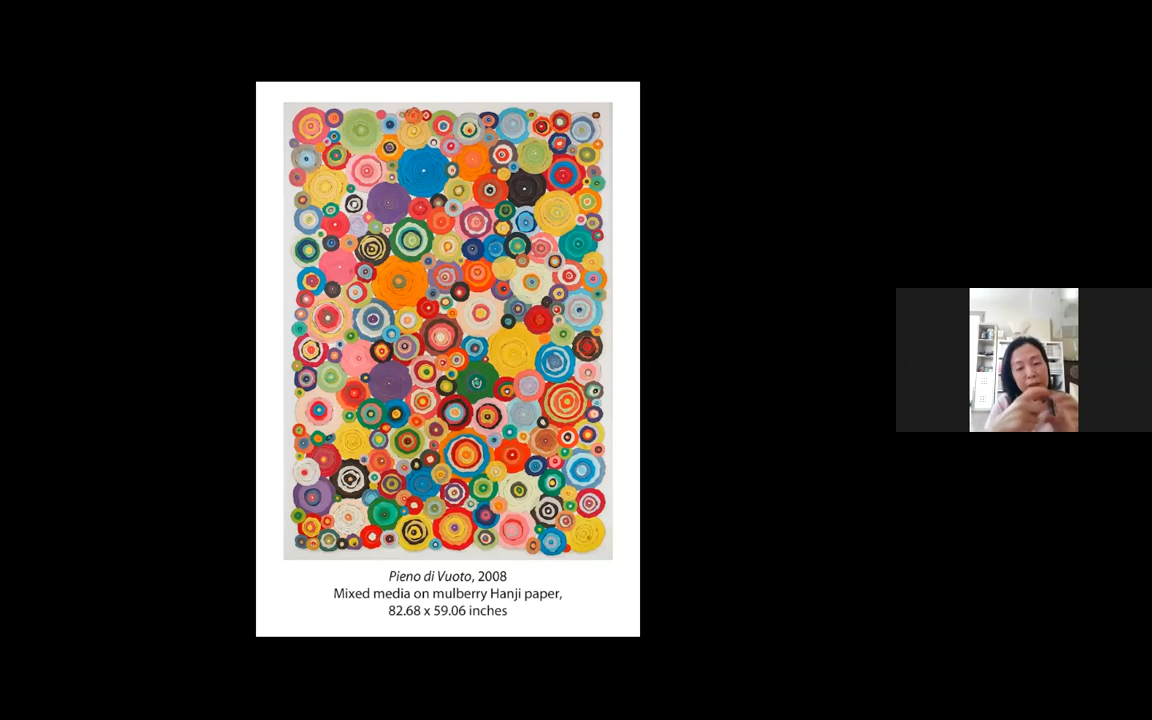 Pieno di Vuoto, 2008
Mixed media on mulberry Hanji paper,
82.68 x 59.06 inches